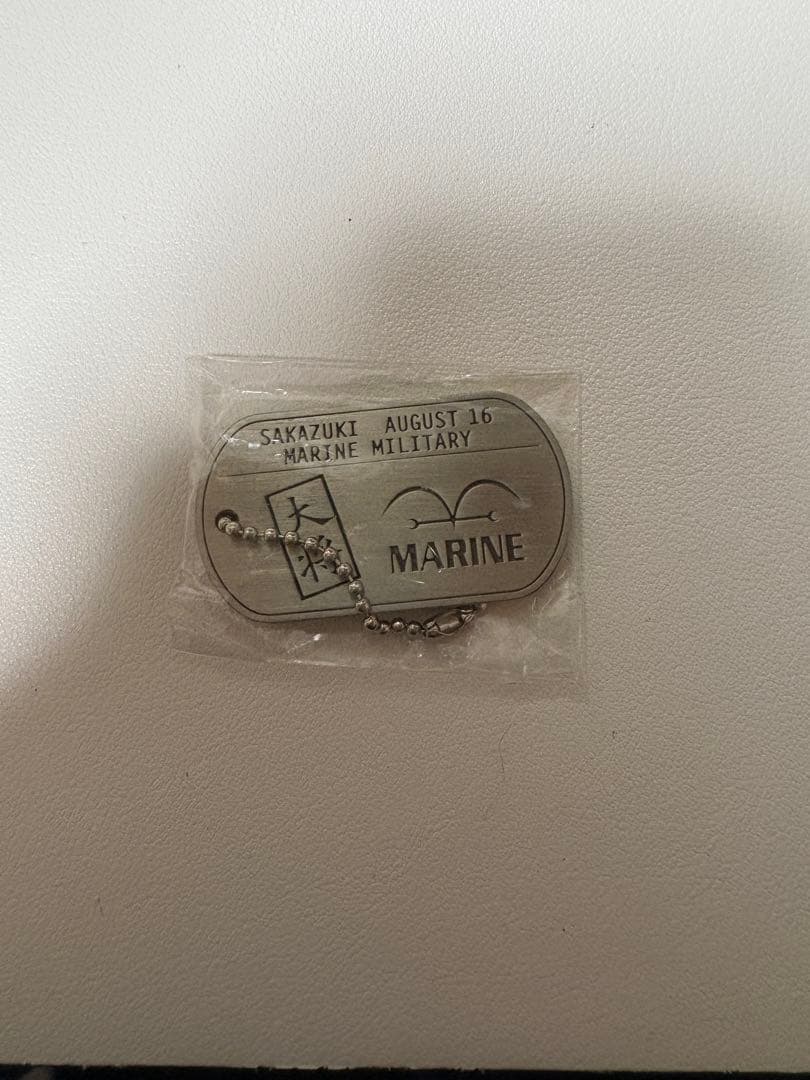 SAKAZUKI AUGUST 16
MARINE MILITARY
大将
MARINE